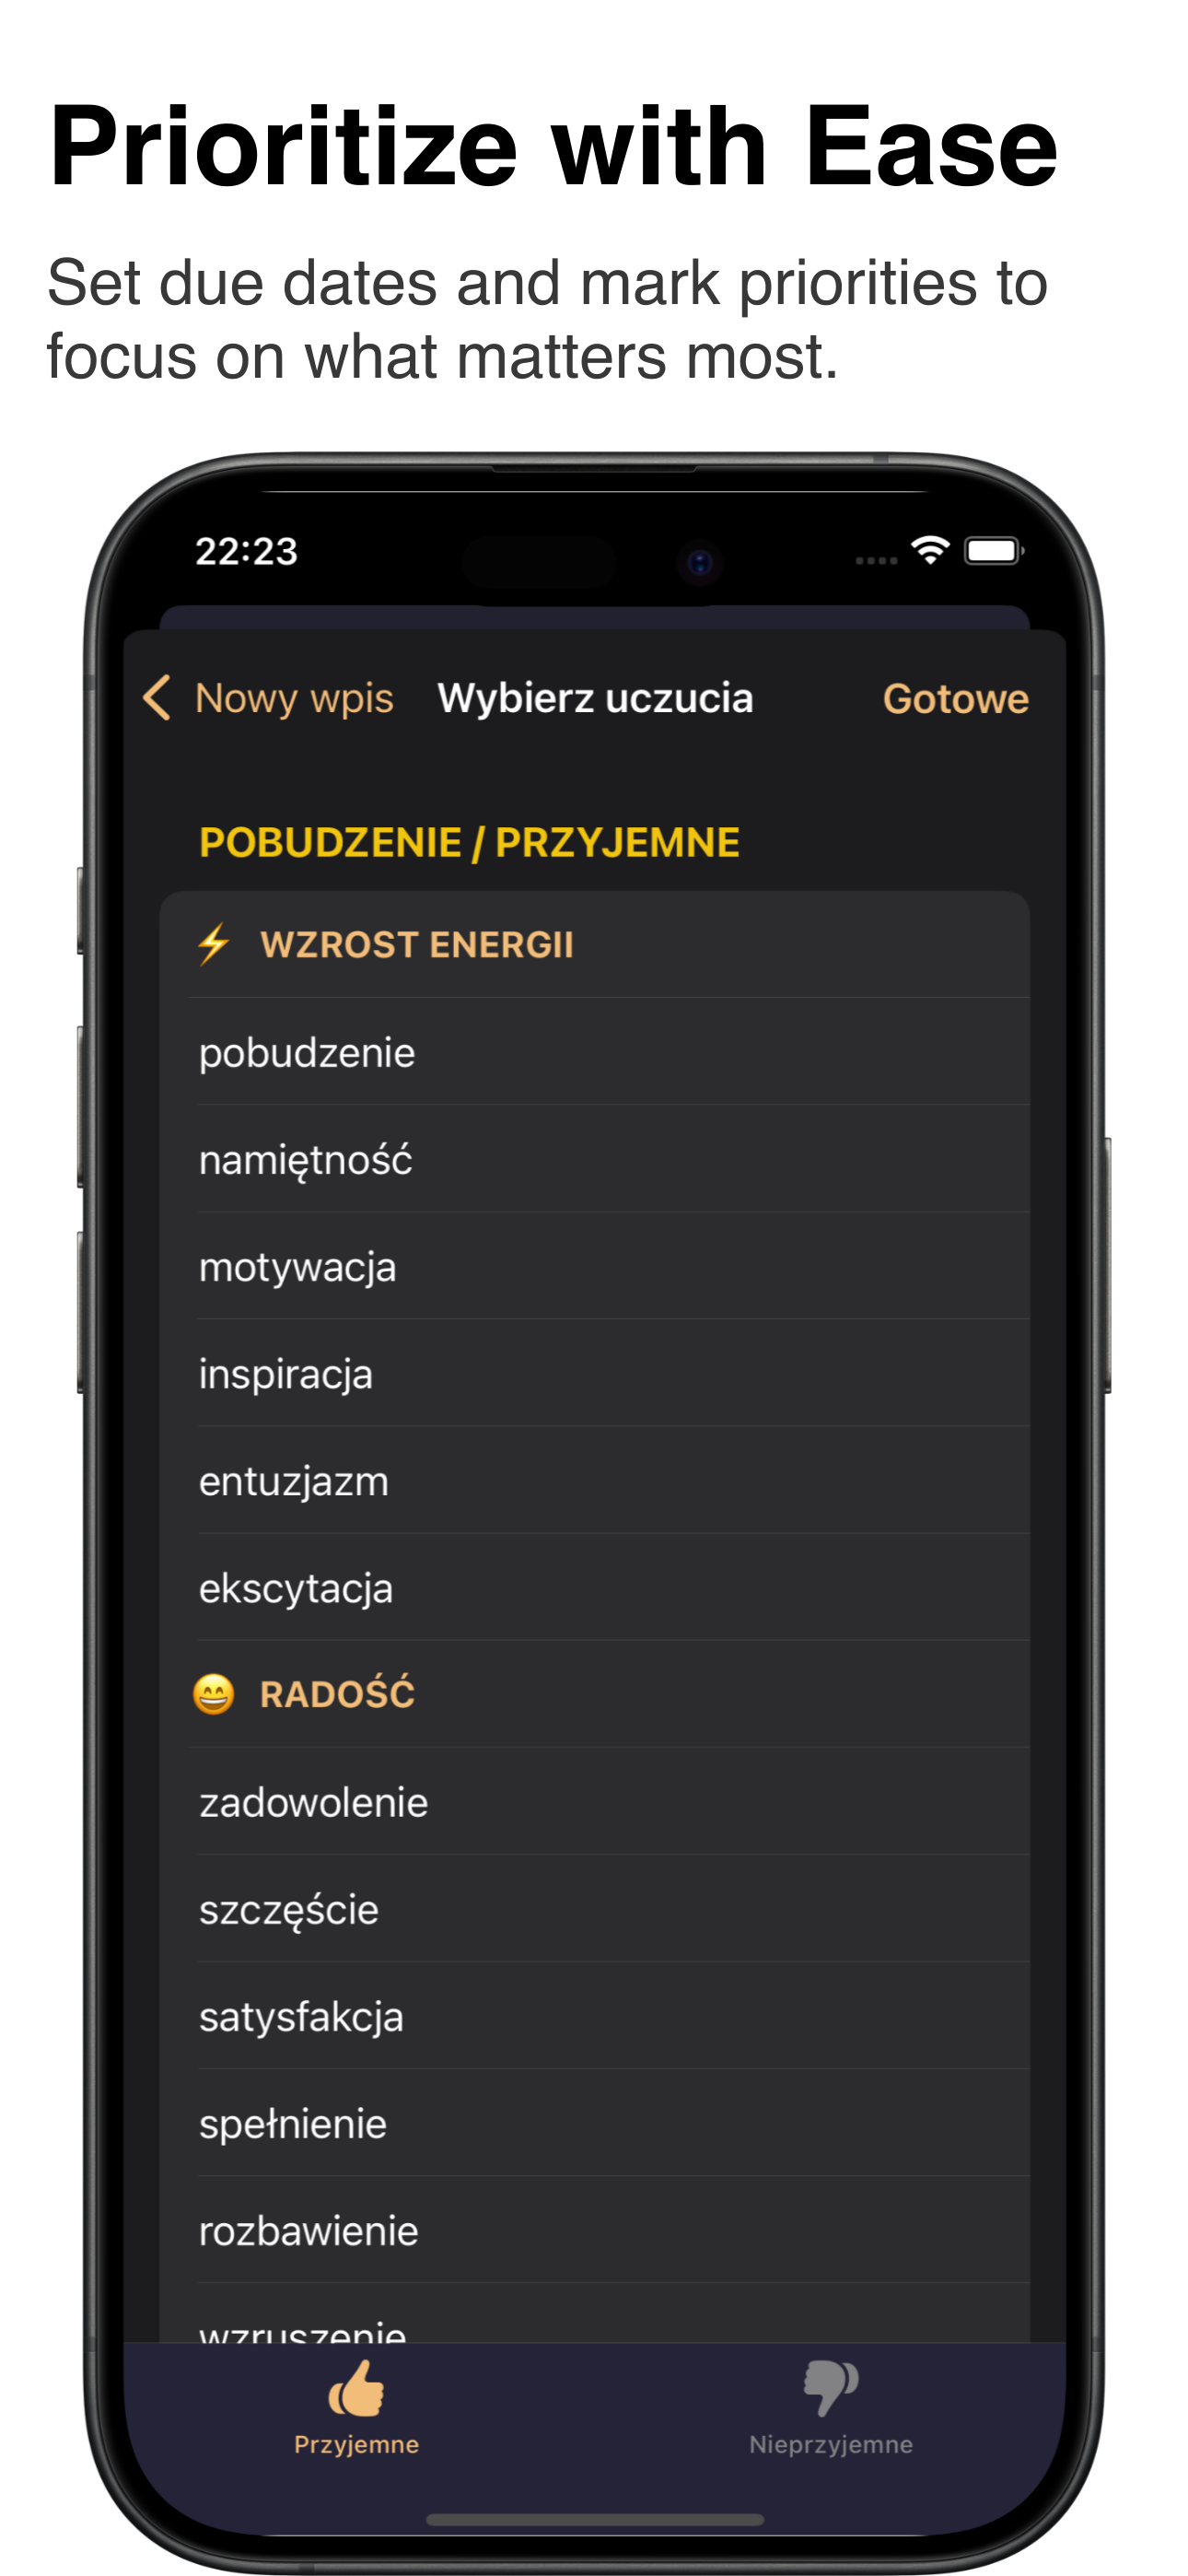 Prioritize with Ease
Set due dates and mark priorities to
focus on what matters most.
22:23
Nowy wpis
Wybierz uczucia
Gotowe
POBUDZENIE / PRZYJEMNE
⚡ WZROST ENERGII
pobudzenie
namiętność
motywacja
inspiracja
entuzjazm
ekscytacja
😄 RADOŚĆ
zadowolenie
szczęście
satysfakcja
spełnienie
rozbawienie
wzruszenie
Przyjemne
Nieprzyjemne